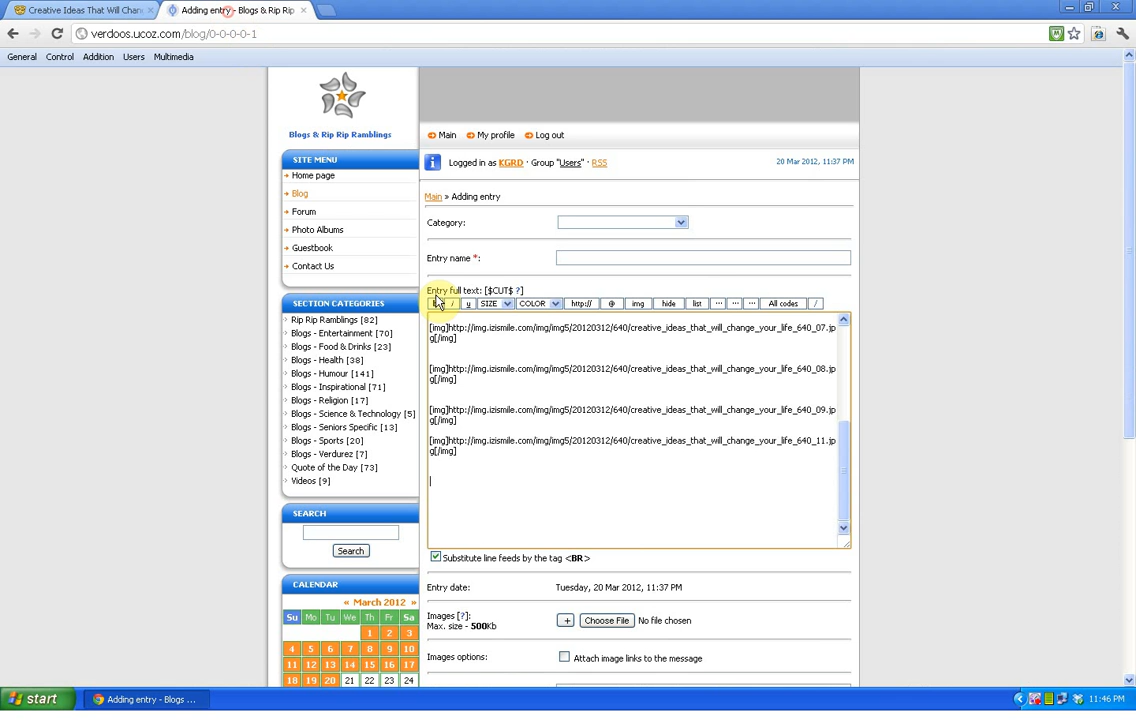 Creative Ideas That Will Chan
Adding entry - Blogs & Rip Rip
verdoos.ucoz.com/blog/0-0-0-0-1
General Control Addition Users Multimedia
Blogs & Rip Rip Ramblings
SITE MENU
Home page
Blog
Forum
Photo Albums
Guestbook
Contact Us
SECTION CATEGORIES
Rip Rip Ramblings [82]
Blogs - Entertainment [70]
Blogs - Food & Drinks [23]
Blogs - Health [38]
Blogs - Humour [141]
Blogs - Inspirational [71]
Blogs - Religion [17]
Blogs - Science & Technology [5]
Blogs - Seniors Specific [13]
Blogs - Sports [20]
Blogs - Verdurez [7]
Quote of the Day [73]
Videos [9]
SEARCH
Search
CALENDAR
« March 2012 »
Su Mo Tu We Th Fr Sa
1 2 3
4 5 6 7 8 9 10
11 12 13 14 15 16 17
18 19 20 21 22 23 24
Main My profile Log out
Logged in as KGRD · Group "Users" · RSS
20 Mar 2012, 11:37 PM
Main » Adding entry
Category:
Entry name *:
Entry full text: [$CUT$ ?]
b i u SIZE COLOR http:// @ img hide list ... ... ... All codes /
[img]http://img.izismile.com/img/img5/20120312/640/creative_ideas_that_will_change_your_life_640_07.jp
g[/img]
[img]http://img.izismile.com/img/img5/20120312/640/creative_ideas_that_will_change_your_life_640_08.jp
g[/img]
[img]http://img.izismile.com/img/img5/20120312/640/creative_ideas_that_will_change_your_life_640_09.jp
g[/img]
[img]http://img.izismile.com/img/img5/20120312/640/creative_ideas_that_will_change_your_life_640_11.jp
g[/img]
Substitute line feeds by the tag <BR>
Entry date: Tuesday, 20 Mar 2012, 11:37 PM
Images [?]:
Max. size - 500Kb
+ Choose File No file chosen
Images options: Attach image links to the message
start
Adding entry - Blogs ...
11:46 PM